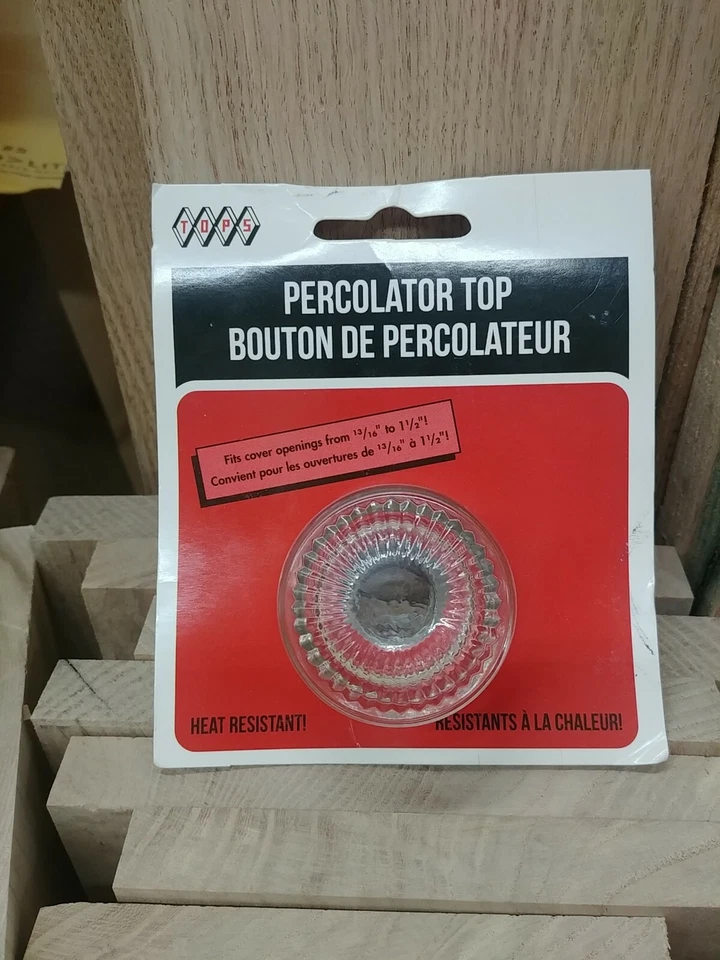 TOPS
PERCOLATOR TOP
BOUTON DE PERCOLATEUR
Fits cover openings from 13/16" to 1 1/2"!
Convient pour les ouvertures de 13/16" à 1 1/2"!
HEAT RESISTANT!
RESISTANTS À LA CHALEUR!